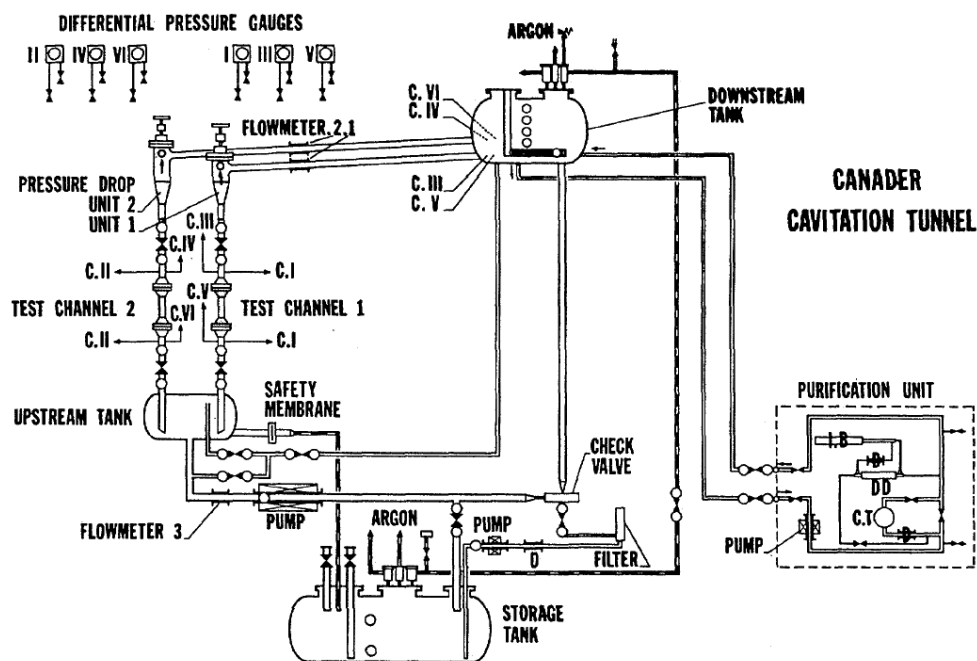 DIFFERENTIAL PRESSURE GAUGES
II IV VI I III V
ARGON
C. VI
C. IV
DOWNSTREAM
TANK
FLOWMETER. 2,1
C. III
C. V
PRESSURE DROP
UNIT 2
UNIT 1
CANADER
CAVITATION TUNNEL
C.III
C.IV
C.II
C.I
C.V
TEST CHANNEL 2
TEST CHANNEL 1
C.VI
C.II
C.I
UPSTREAM TANK
SAFETY
MEMBRANE
PURIFICATION UNIT
I.B
D
DD
C.T
D
PUMP
CHECK
VALVE
FLOWMETER 3
PUMP
ARGON
PUMP
D
FILTER
STORAGE
TANK